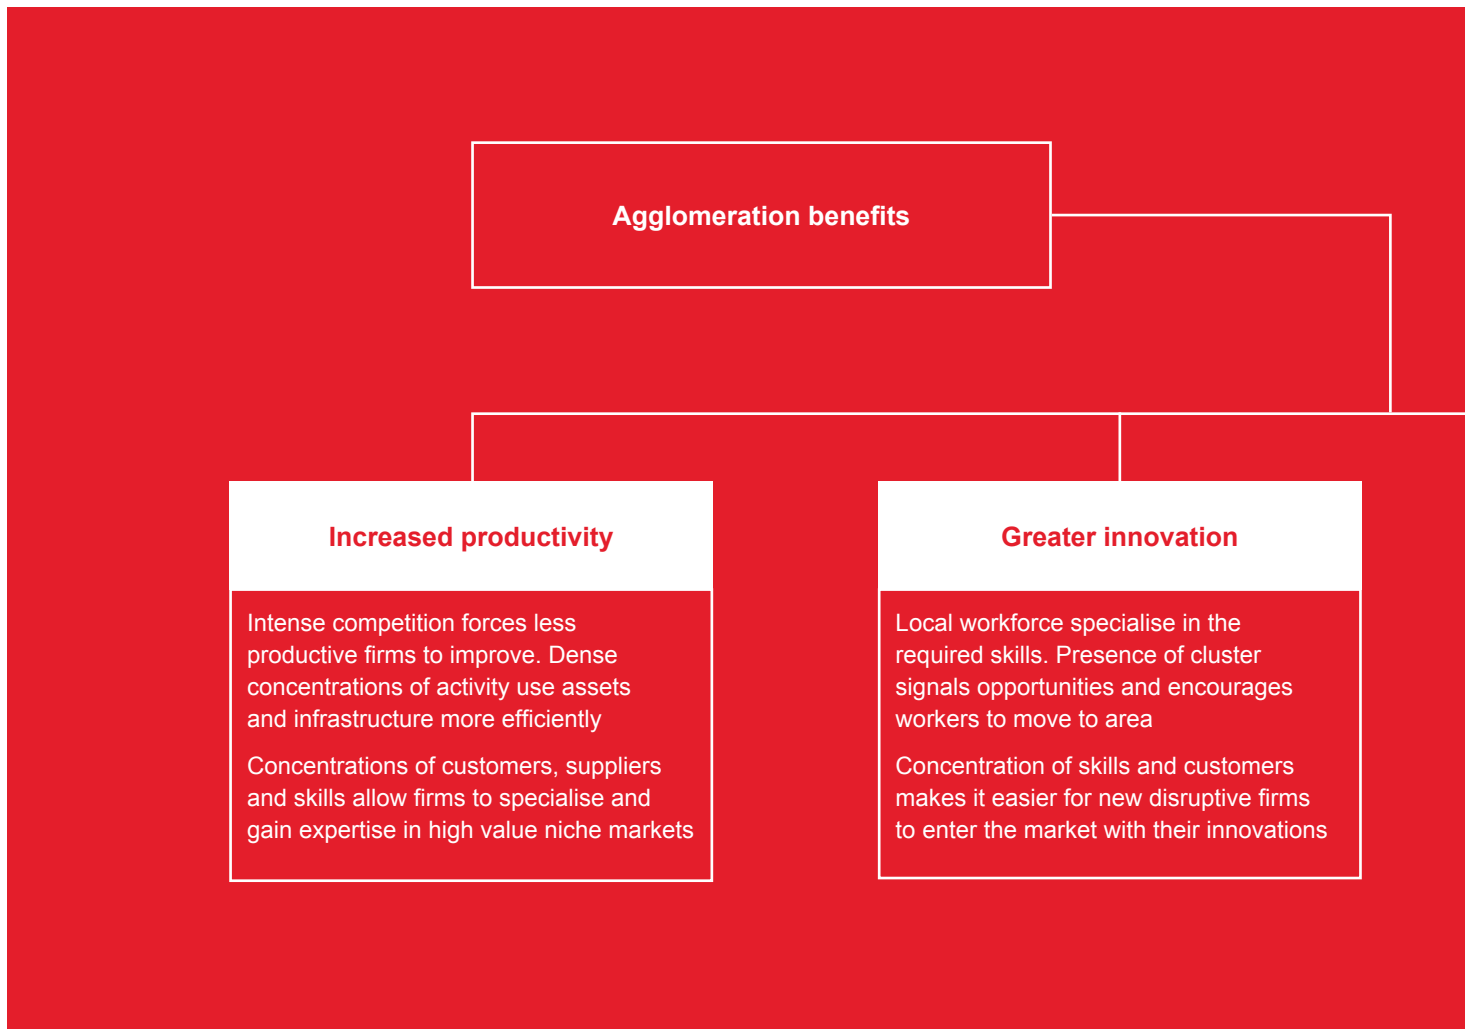 Agglomeration benefits
Increased productivity
Intense competition forces less
productive firms to improve. Dense
concentrations of activity use assets
and infrastructure more efficiently
Concentrations of customers, suppliers
and skills allow firms to specialise and
gain expertise in high value niche markets
Greater innovation
Local workforce specialise in the
required skills. Presence of cluster
signals opportunities and encourages
workers to move to area
Concentration of skills and customers
makes it easier for new disruptive firms
to enter the market with their innovations